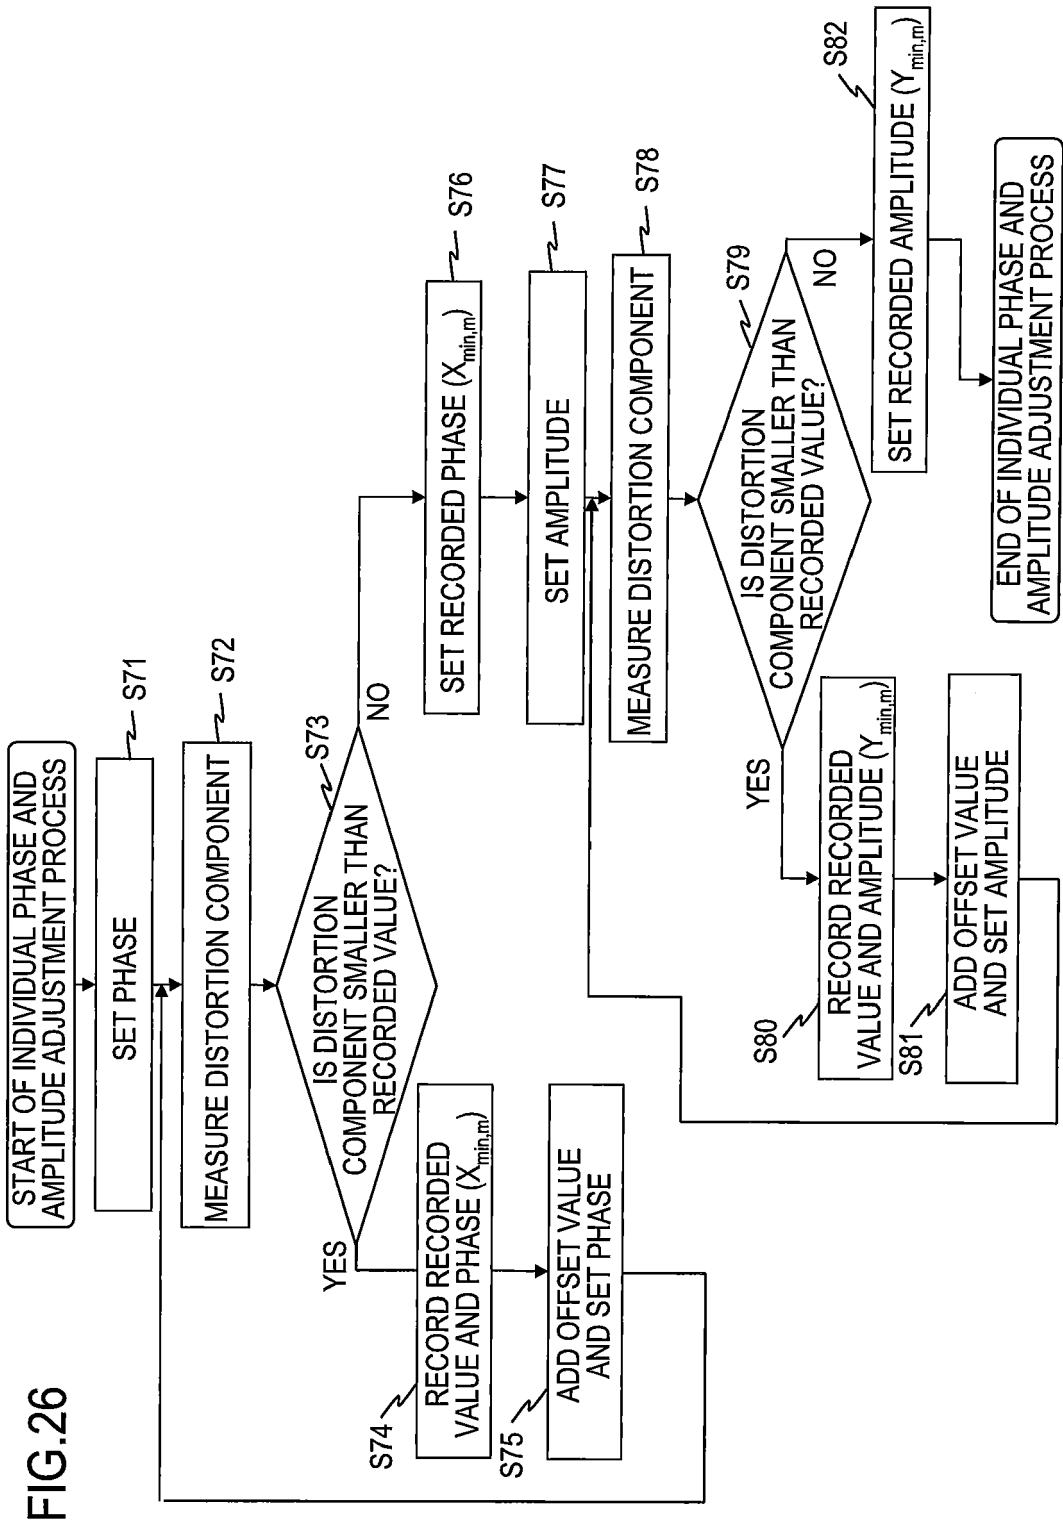 FIG.26
START OF INDIVIDUAL PHASE AND
AMPLITUDE ADJUSTMENT PROCESS
SET PHASE
S71
MEASURE DISTORTION COMPONENT
S72
IS DISTORTION
COMPONENT SMALLER THAN
RECORDED VALUE?
S73
YES
NO
S74
RECORD RECORDED
VALUE AND PHASE (Xmin,m)
S75
ADD OFFSET VALUE
AND SET PHASE
SET RECORDED PHASE (Xmin,m)
S76
SET AMPLITUDE
S77
MEASURE DISTORTION COMPONENT
S78
IS DISTORTION
COMPONENT SMALLER THAN
RECORDED VALUE?
S79
YES
NO
S80
RECORD RECORDED
VALUE AND AMPLITUDE (Ymin,m)
S81
ADD OFFSET VALUE
AND SET AMPLITUDE
S82
SET RECORDED AMPLITUDE (Ymin,m)
END OF INDIVIDUAL PHASE AND
AMPLITUDE ADJUSTMENT PROCESS